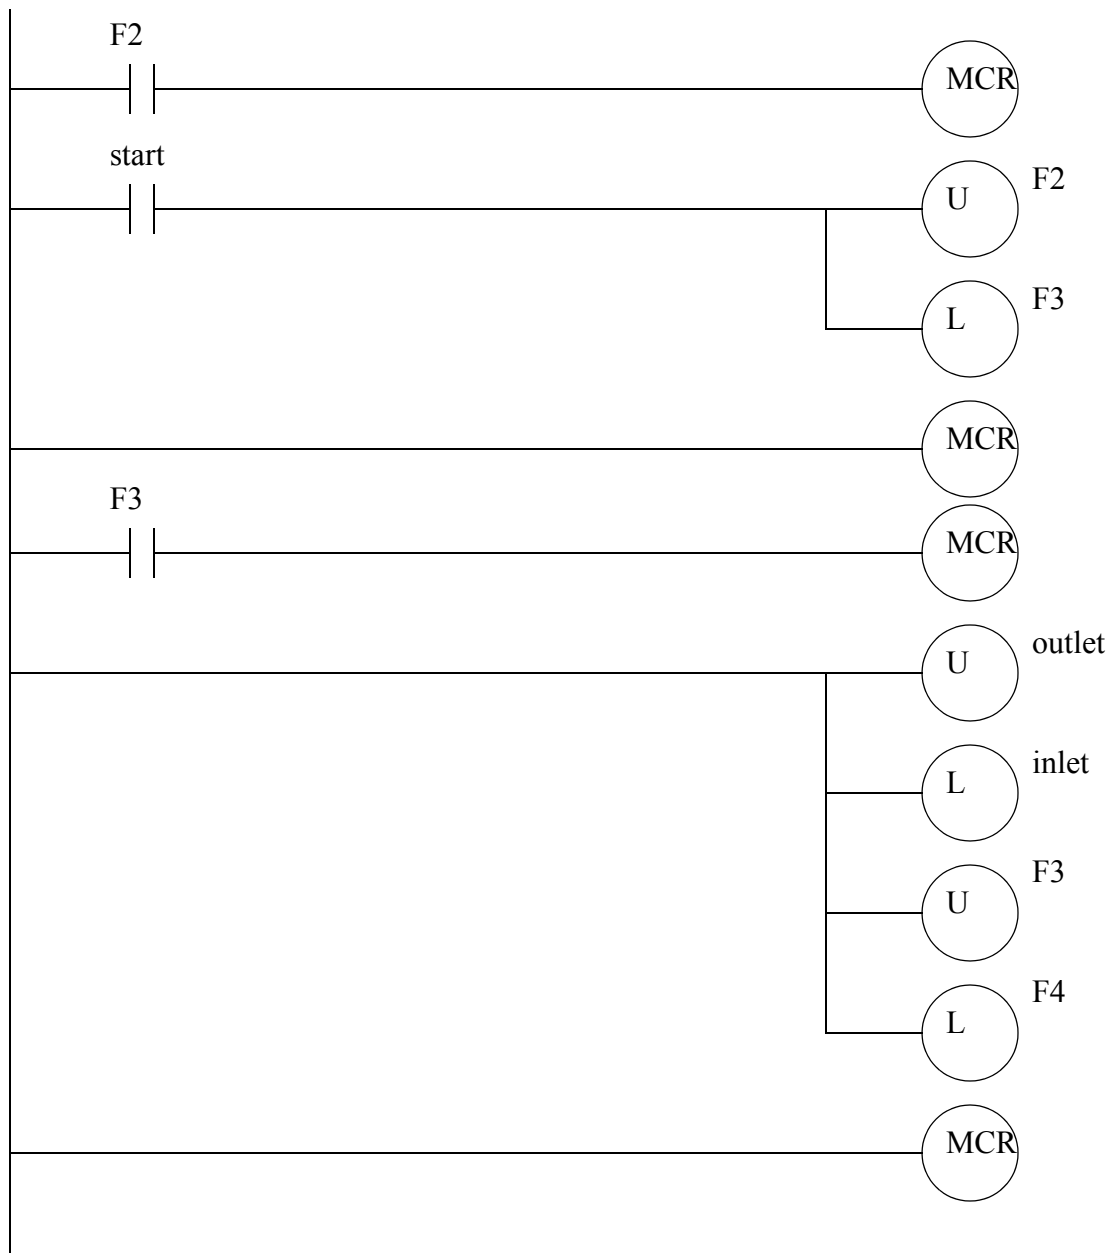 F2
MCR
start
U F2
L F3
MCR
F3
MCR
U outlet
L inlet
U F3
L F4
MCR